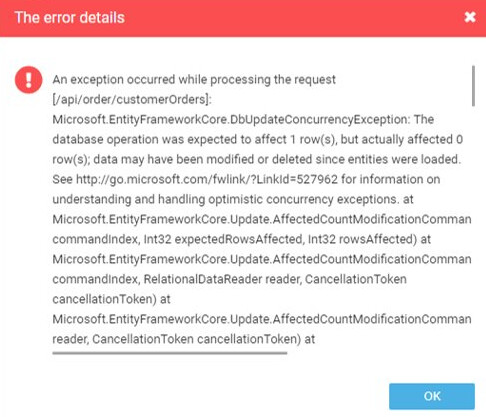 The error details
An exception occurred while processing the request
[/api/order/customerOrders]:
Microsoft.EntityFrameworkCore.DbUpdateConcurrencyException: The
database operation was expected to affect 1 row(s), but actually affected 0
row(s); data may have been modified or deleted since entities were loaded.
See http://go.microsoft.com/fwlink/?LinkId=527962 for information on
understanding and handling optimistic concurrency exceptions. at
Microsoft.EntityFrameworkCore.Update.AffectedCountModificationComman
commandIndex, Int32 expectedRowsAffected, Int32 rowsAffected) at
Microsoft.EntityFrameworkCore.Update.AffectedCountModificationComman
commandIndex, RelationalDataReader reader, CancellationToken
cancellationToken) at
Microsoft.EntityFrameworkCore.Update.AffectedCountModificationComman
reader, CancellationToken cancellationToken) at
OK